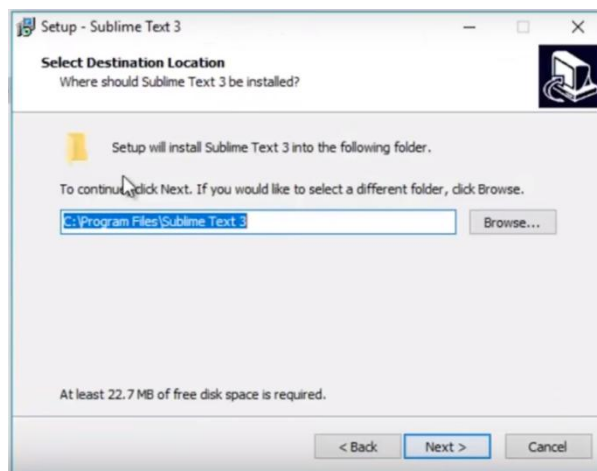 Setup - Sublime Text 3
Select Destination Location
Where should Sublime Text 3 be installed?
Setup will install Sublime Text 3 into the following folder.
To continue, click Next. If you would like to select a different folder, click Browse.
C:\Program Files\Sublime Text 3
Browse...
At least 22.7 MB of free disk space is required.
< Back
Next >
Cancel